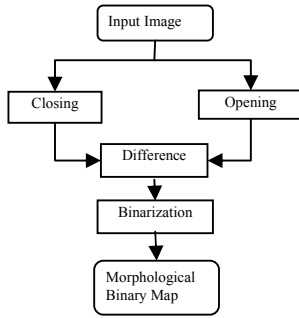 Input Image
Closing
Opening
Difference
Binarization
Morphological
Binary Map